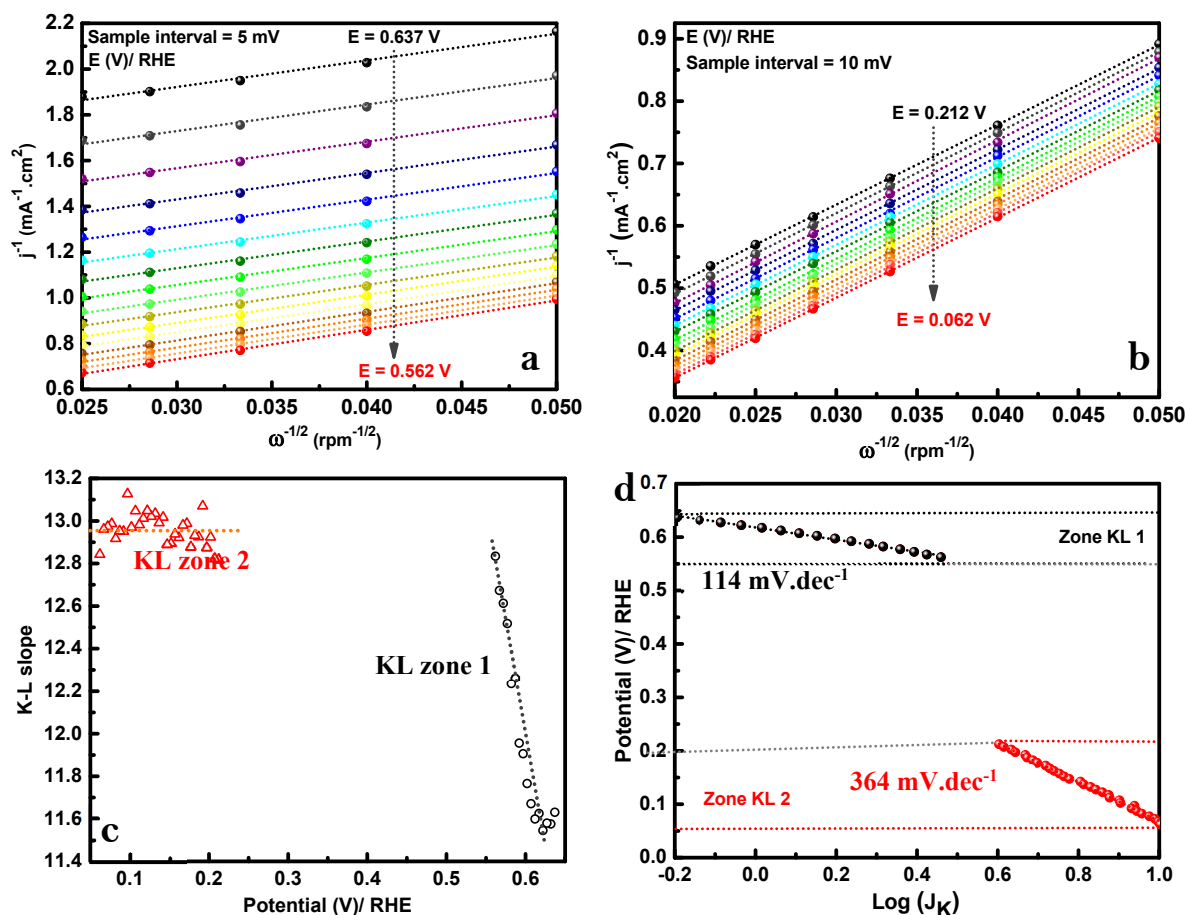 2.2
2.0
1.8
1.6
1.4
1.2
1.0
0.8
0.6
j⁻¹ (mA⁻¹.cm²)
Sample interval = 5 mV
E (V)/ RHE
E = 0.637 V
E = 0.562 V
a
0.025 0.030 0.035 0.040 0.045 0.050
ω⁻¹/² (rpm⁻¹/²)
0.9
0.8
0.7
0.6
0.5
0.4
j⁻¹ (mA⁻¹.cm²)
E (V)/ RHE
Sample interval = 10 mV
E = 0.212 V
E = 0.062 V
b
0.020 0.025 0.030 0.035 0.040 0.045 0.050
ω⁻¹/² (rpm⁻¹/²)
13.2
13.0
12.8
12.6
12.4
12.2
12.0
11.8
11.6
11.4
K-L slope
KL zone 2
KL zone 1
c
0.1 0.2 0.3 0.4 0.5 0.6
Potential (V)/ RHE
d
0.7
0.6
0.5
0.4
0.3
0.2
0.1
0.0
Potential (V)/ RHE
Zone KL 1
114 mV.dec⁻¹
364 mV.dec⁻¹
Zone KL 2
-0.2 0.0 0.2 0.4 0.6 0.8 1.0
Log (J_K)